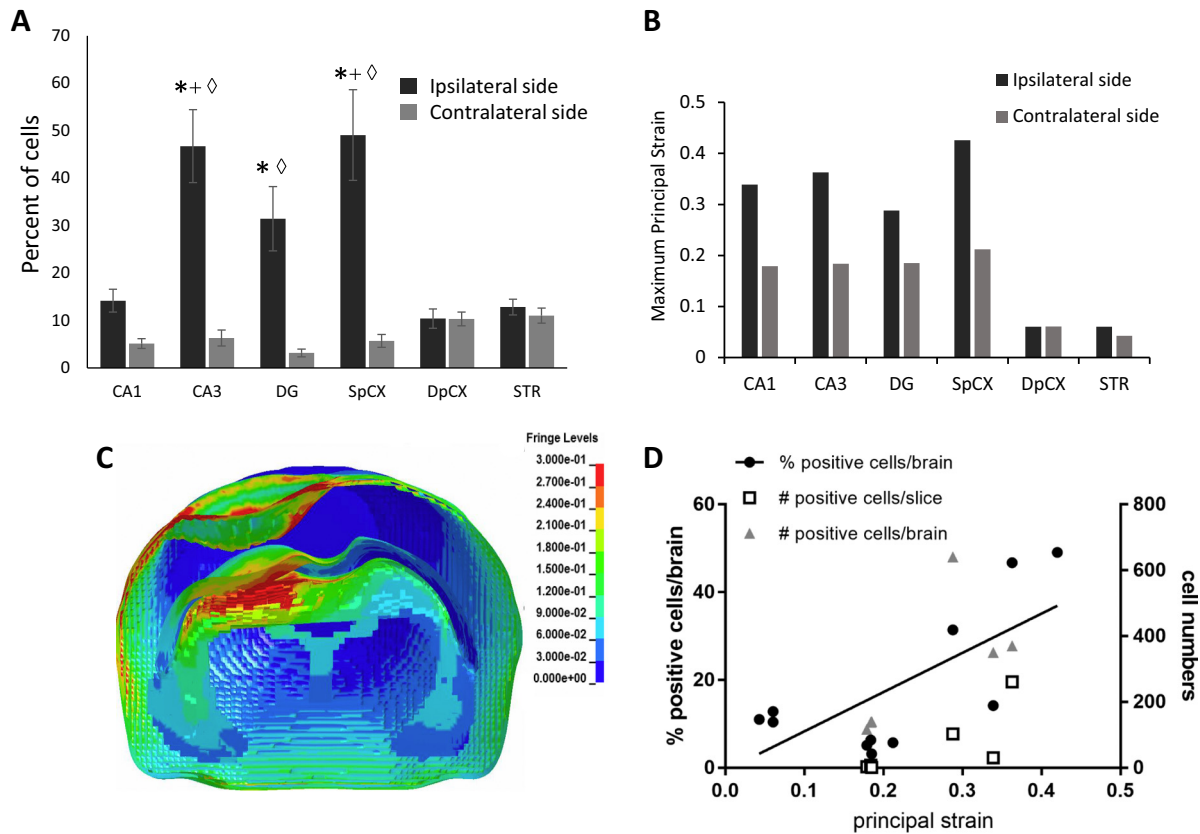 A
70
60
50
40
30
20
10
0
Percent of cells
*+ ◊
* ◊
*+ ◊
Ipsilateral side
Contralateral side
CA1 CA3 DG SpCX DpCX STR
B
Ipsilateral side
Contralateral side
0.5
0.4
0.3
0.2
0.1
0
Maximum Principal Strain
CA1 CA3 DG SpCX DpCX STR
C
Fringe Levels
3.000e-01
2.700e-01
2.400e-01
2.100e-01
1.800e-01
1.500e-01
1.200e-01
9.000e-02
6.000e-02
3.000e-02
0.000e+00
D
% positive cells/brain
# positive cells/slice
# positive cells/brain
60
40
20
0
% positive cells/brain
800
600
400
200
0
cell numbers
0.0 0.1 0.2 0.3 0.4 0.5
principal strain